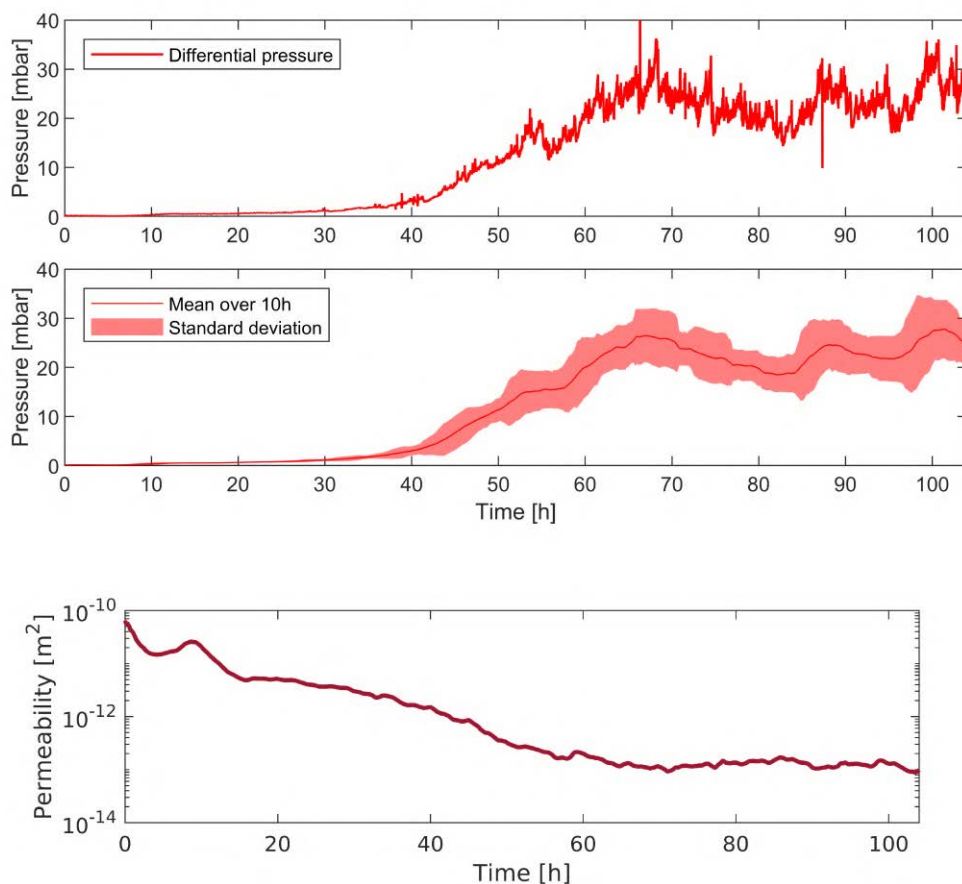 Pressure [mbar]
40
30
20
10
0
Differential pressure
0 10 20 30 40 50 60 70 80 90 100
Pressure [mbar]
40
30
20
10
0
Mean over 10h
Standard deviation
0 10 20 30 40 50 60 70 80 90 100
Time [h]
Permeability [m²]
10⁻¹⁰
10⁻¹²
10⁻¹⁴
0 20 40 60 80 100
Time [h]